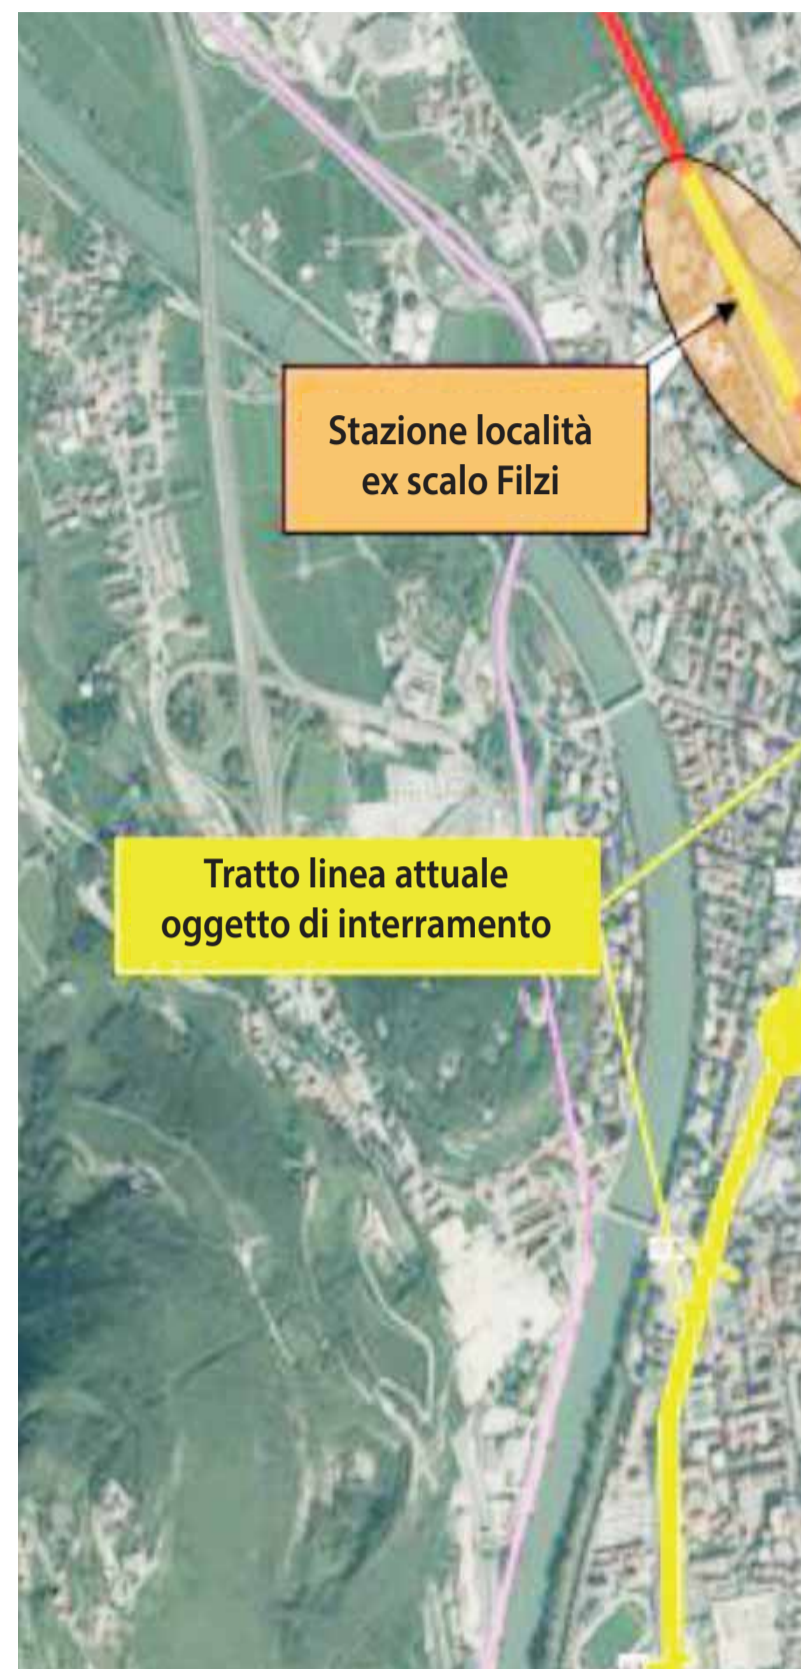 Stazione località
ex scalo Filzi
Tratto linea attuale
oggetto di interramento